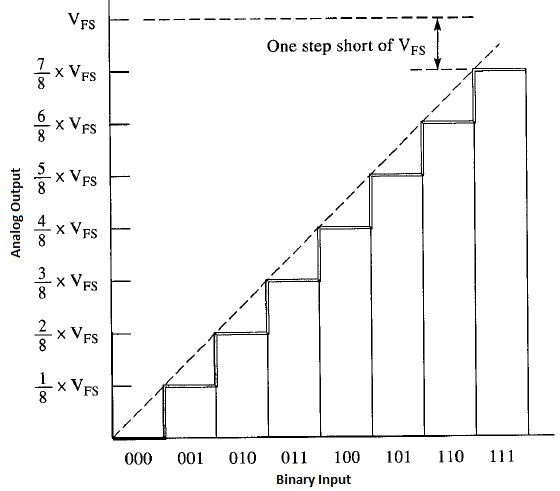 V_FS
One step short of V_FS
7/8 x V_FS
6/8 x V_FS
5/8 x V_FS
4/8 x V_FS
3/8 x V_FS
2/8 x V_FS
1/8 x V_FS
Analog Output
000 001 010 011 100 101 110 111
Binary Input